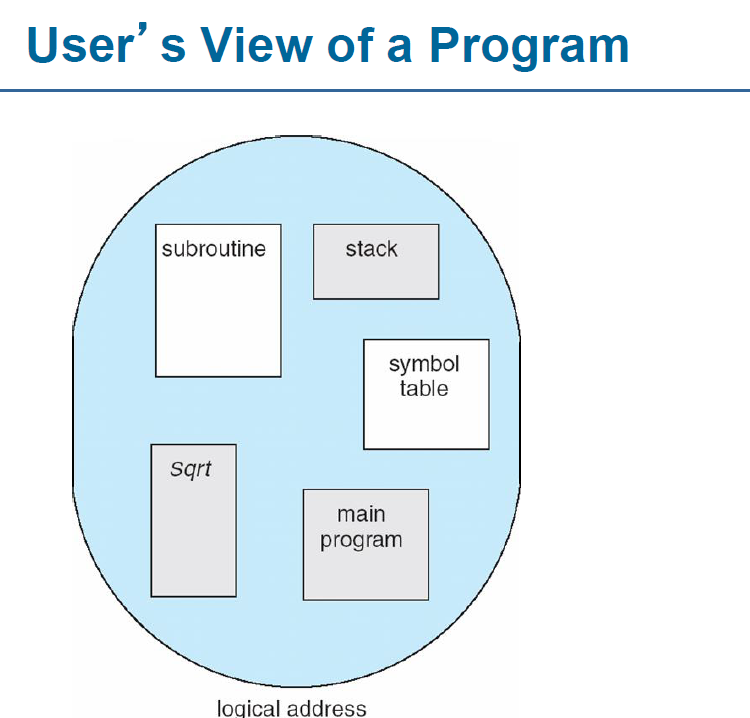 User’s View of a Program
subroutine
stack
symbol
table
Sqrt
main
program
logical address